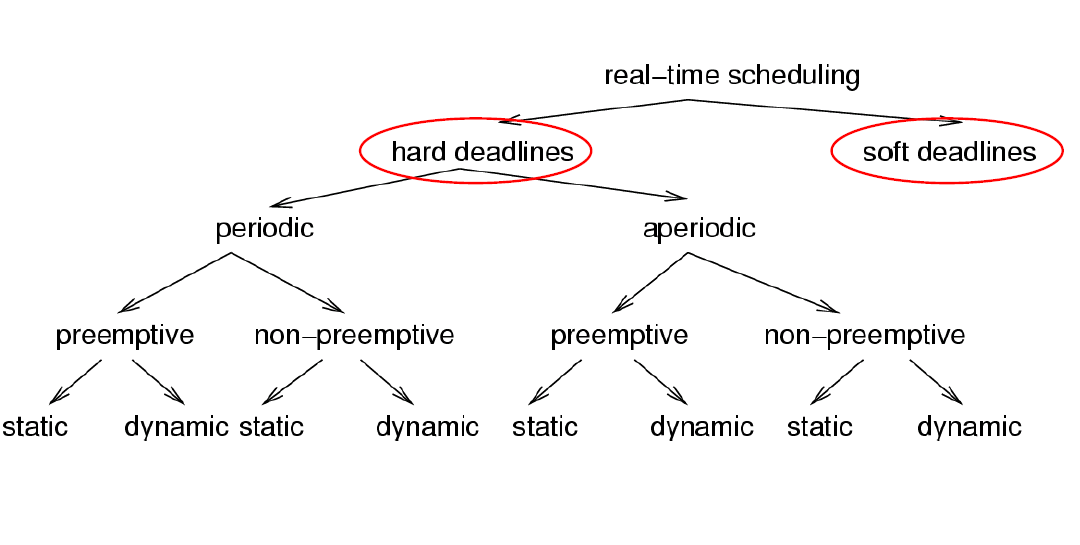 real−time scheduling
hard deadlines soft deadlines
periodic aperiodic
preemptive non−preemptive preemptive non−preemptive
static dynamic static dynamic static dynamic static dynamic